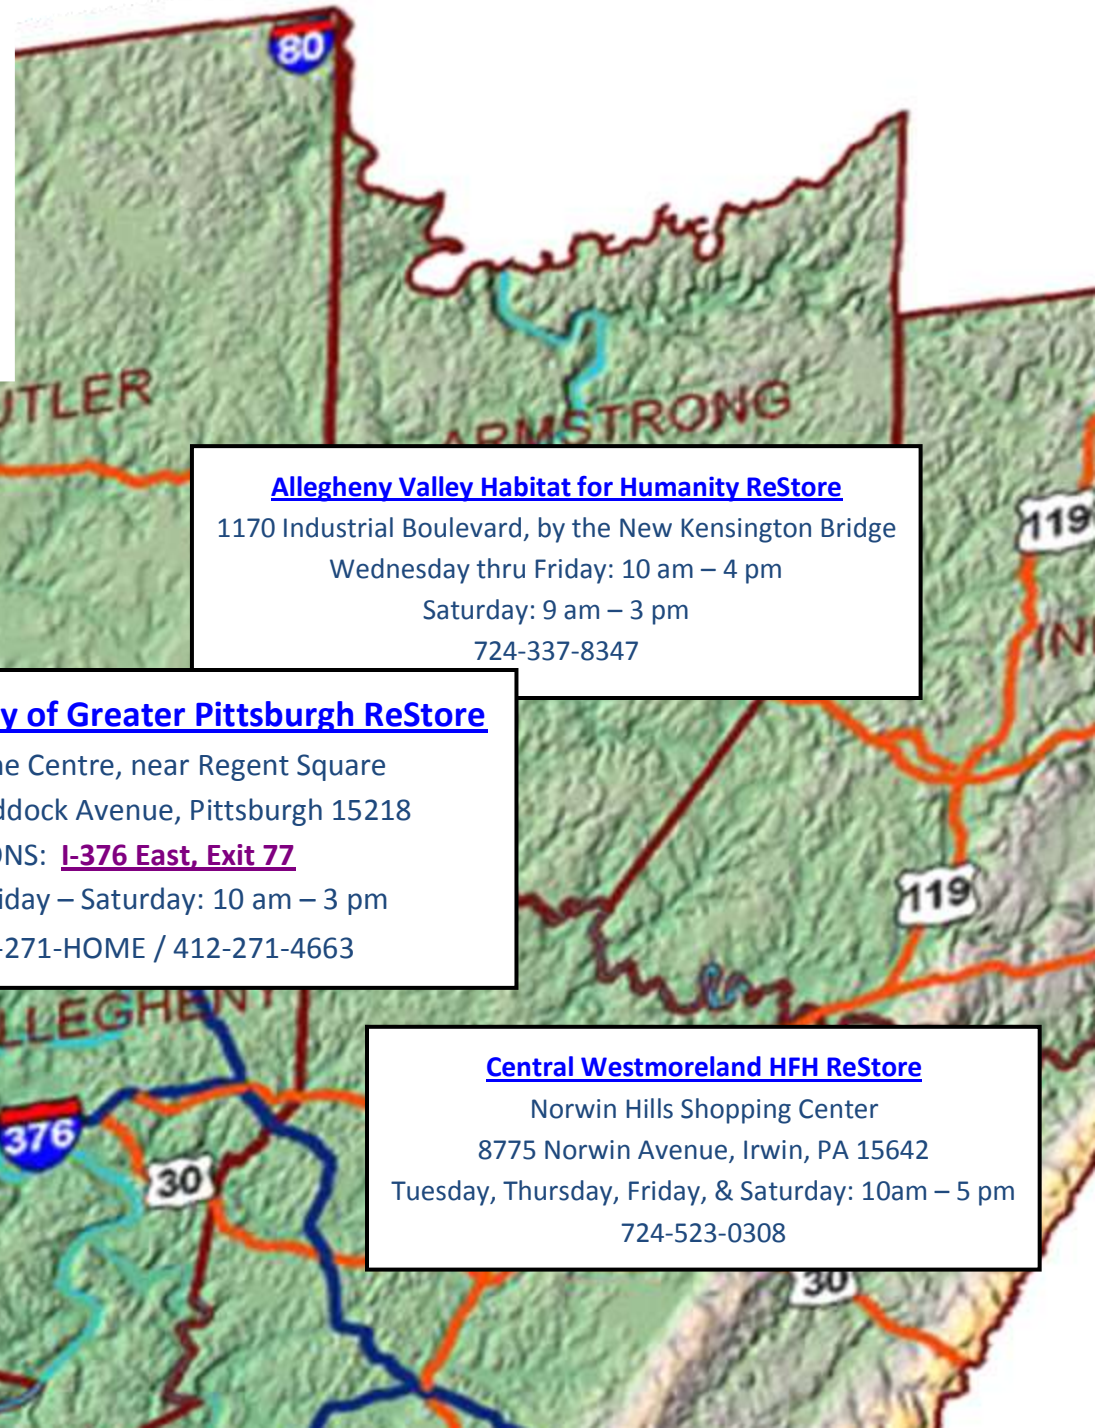 80
UTLER
ARMSTRONG
Allegheny Valley Habitat for Humanity ReStore
1170 Industrial Boulevard, by the New Kensington Bridge
Wednesday thru Friday: 10 am – 4 pm
Saturday: 9 am – 3 pm
724-337-8347
119
IN
y of Greater Pittsburgh ReStore
ne Centre, near Regent Square
ddock Avenue, Pittsburgh 15218
ONS: I-376 East, Exit 77
iday – Saturday: 10 am – 3 pm
-271-HOME / 412-271-4663
119
LLEGHENY
Central Westmoreland HFH ReStore
Norwin Hills Shopping Center
8775 Norwin Avenue, Irwin, PA 15642
Tuesday, Thursday, Friday, & Saturday: 10am – 5 pm
724-523-0308
376
30
30